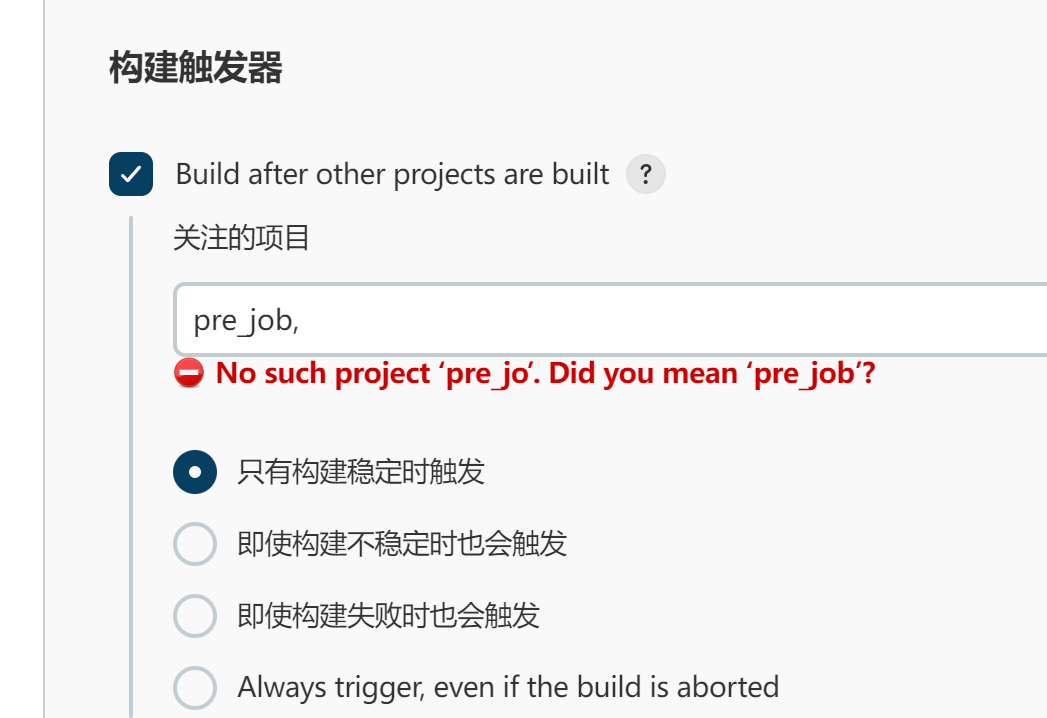 构建触发器
Build after other projects are built ?
关注的项目
pre_job,
No such project ‘pre_jo’. Did you mean ‘pre_job’?
只有构建稳定时触发
即使构建不稳定时也会触发
即使构建失败时也会触发
Always trigger, even if the build is aborted